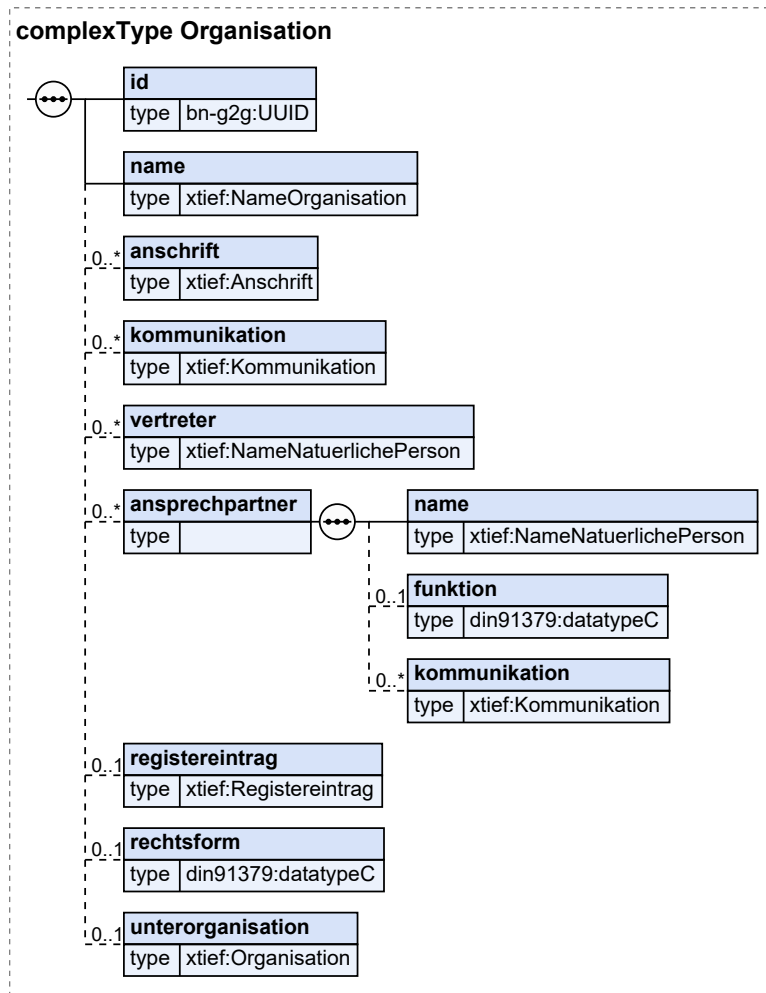 complexType Organisation
id
type bn-g2g:UUID
name
type xtief:NameOrganisation
0..* anschrift
type xtief:Anschrift
0..* kommunikation
type xtief:Kommunikation
0..* vertreter
type xtief:NameNatuerlichePerson
0..* ansprechpartner
type
name
type xtief:NameNatuerlichePerson
0..1 funktion
type din91379:datatypeC
0..* kommunikation
type xtief:Kommunikation
0..1 registereintrag
type xtief:Registereintrag
0..1 rechtsform
type din91379:datatypeC
0..1 unterorganisation
type xtief:Organisation